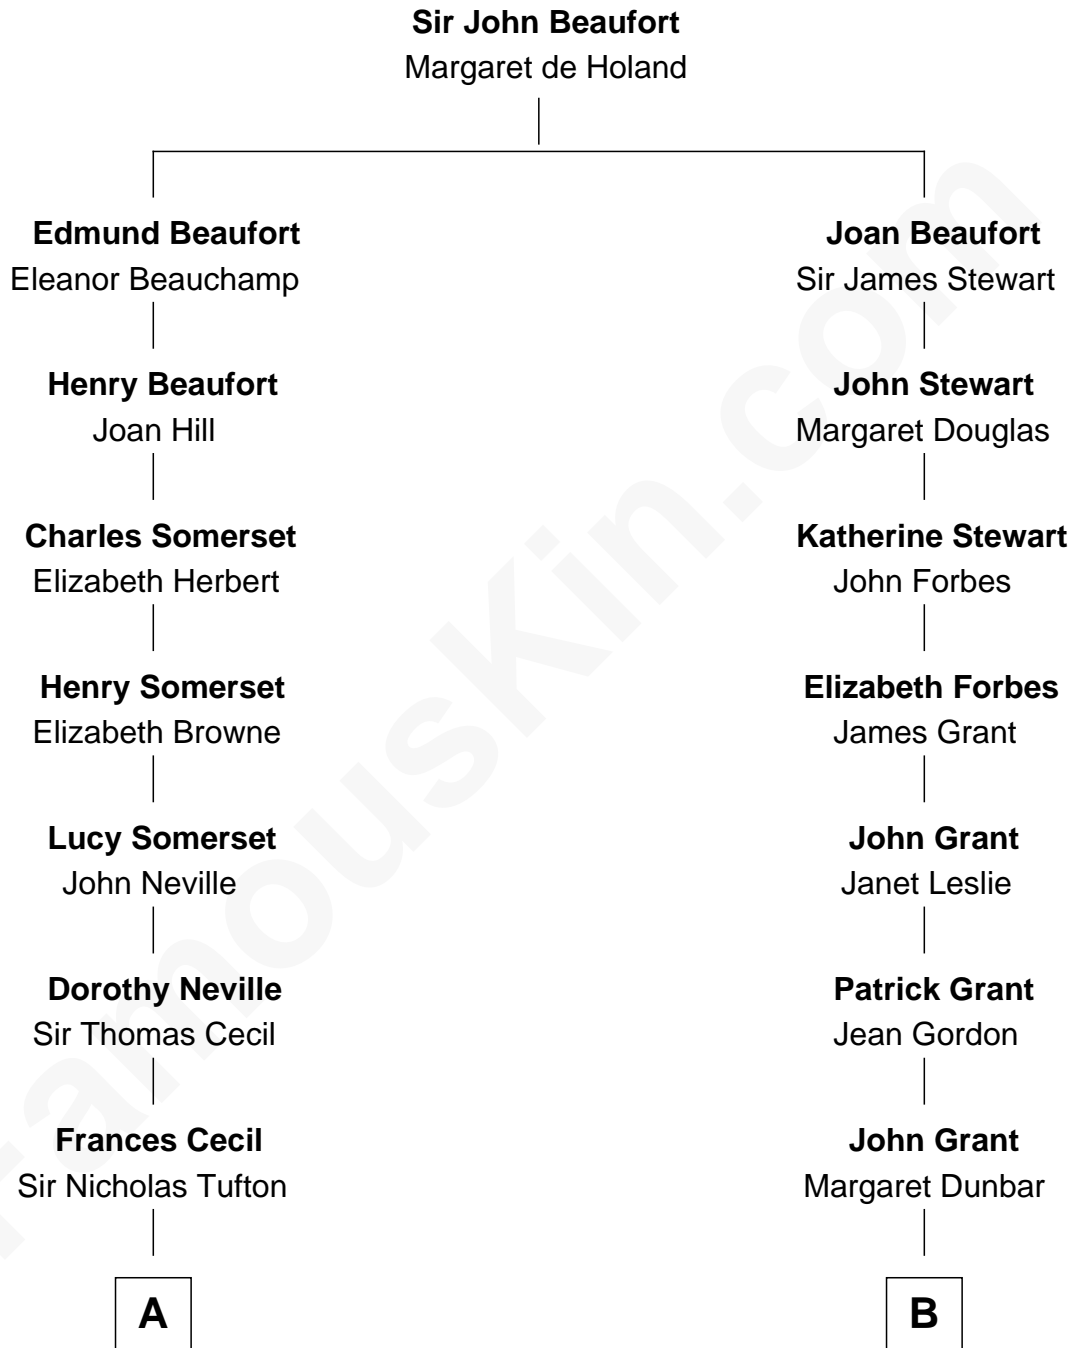 Sir John Beaufort
Margaret de Holand
Edmund Beaufort
Eleanor Beauchamp
Joan Beaufort
Sir James Stewart
Henry Beaufort
Joan Hill
John Stewart
Margaret Douglas
Charles Somerset
Elizabeth Herbert
Katherine Stewart
John Forbes
Henry Somerset
Elizabeth Browne
Elizabeth Forbes
James Grant
Lucy Somerset
John Neville
John Grant
Janet Leslie
Dorothy Neville
Sir Thomas Cecil
Patrick Grant
Jean Gordon
Frances Cecil
Sir Nicholas Tufton
John Grant
Margaret Dunbar
A
B
FamousKin.com